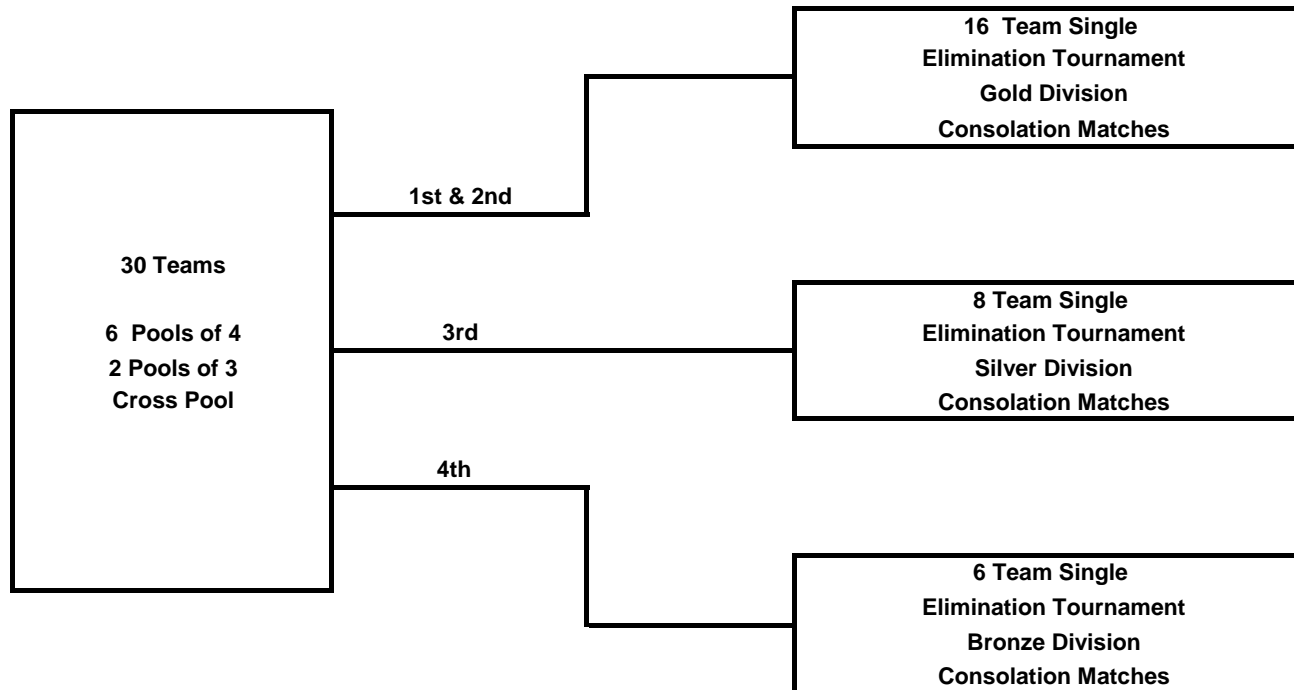 30 Teams
6 Pools of 4
2 Pools of 3
Cross Pool
1st & 2nd
3rd
4th
16 Team Single
Elimination Tournament
Gold Division
Consolation Matches
8 Team Single
Elimination Tournament
Silver Division
Consolation Matches
6 Team Single
Elimination Tournament
Bronze Division
Consolation Matches